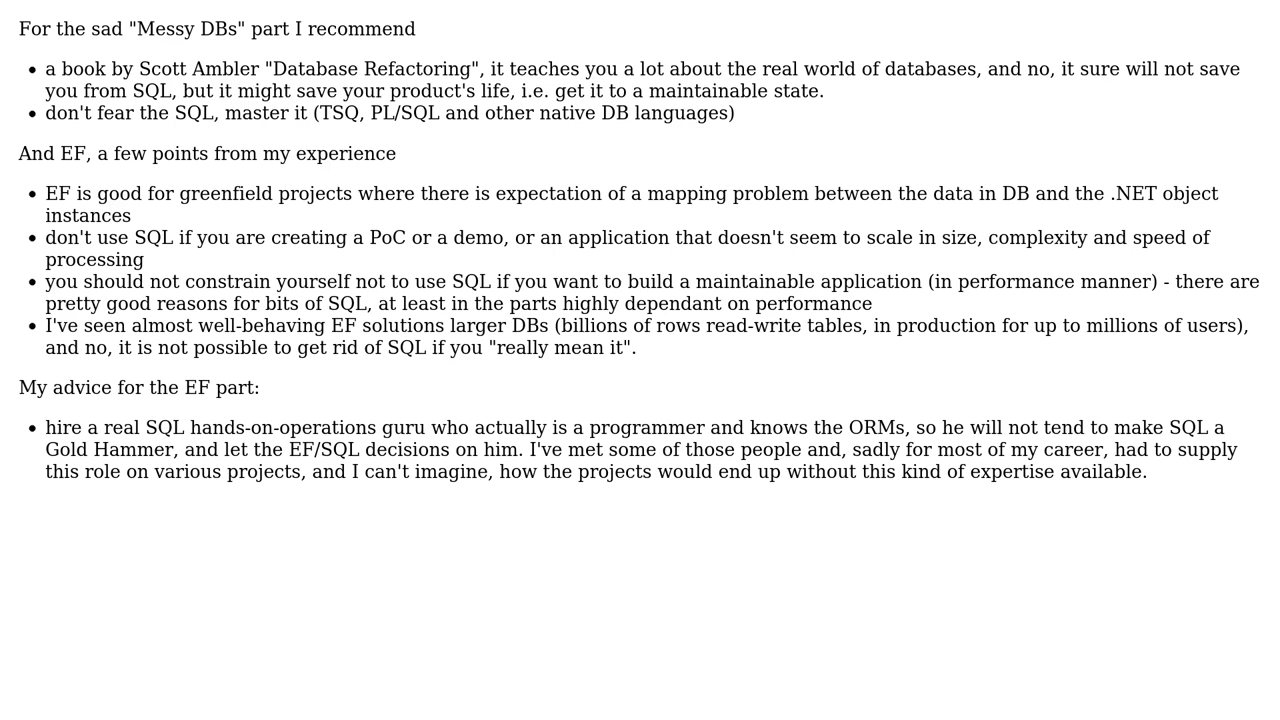 For the sad "Messy DBs" part I recommend
• a book by Scott Ambler "Database Refactoring", it teaches you a lot about the real world of databases, and no, it sure will not save
you from SQL, but it might save your product's life, i.e. get it to a maintainable state.
• don't fear the SQL, master it (TSQ, PL/SQL and other native DB languages)
And EF, a few points from my experience
• EF is good for greenfield projects where there is expectation of a mapping problem between the data in DB and the .NET object
instances
• don't use SQL if you are creating a PoC or a demo, or an application that doesn't seem to scale in size, complexity and speed of
processing
• you should not constrain yourself not to use SQL if you want to build a maintainable application (in performance manner) - there are
pretty good reasons for bits of SQL, at least in the parts highly dependant on performance
• I've seen almost well-behaving EF solutions larger DBs (billions of rows read-write tables, in production for up to millions of users),
and no, it is not possible to get rid of SQL if you "really mean it".
My advice for the EF part:
• hire a real SQL hands-on-operations guru who actually is a programmer and knows the ORMs, so he will not tend to make SQL a
Gold Hammer, and let the EF/SQL decisions on him. I've met some of those people and, sadly for most of my career, had to supply
this role on various projects, and I can't imagine, how the projects would end up without this kind of expertise available.